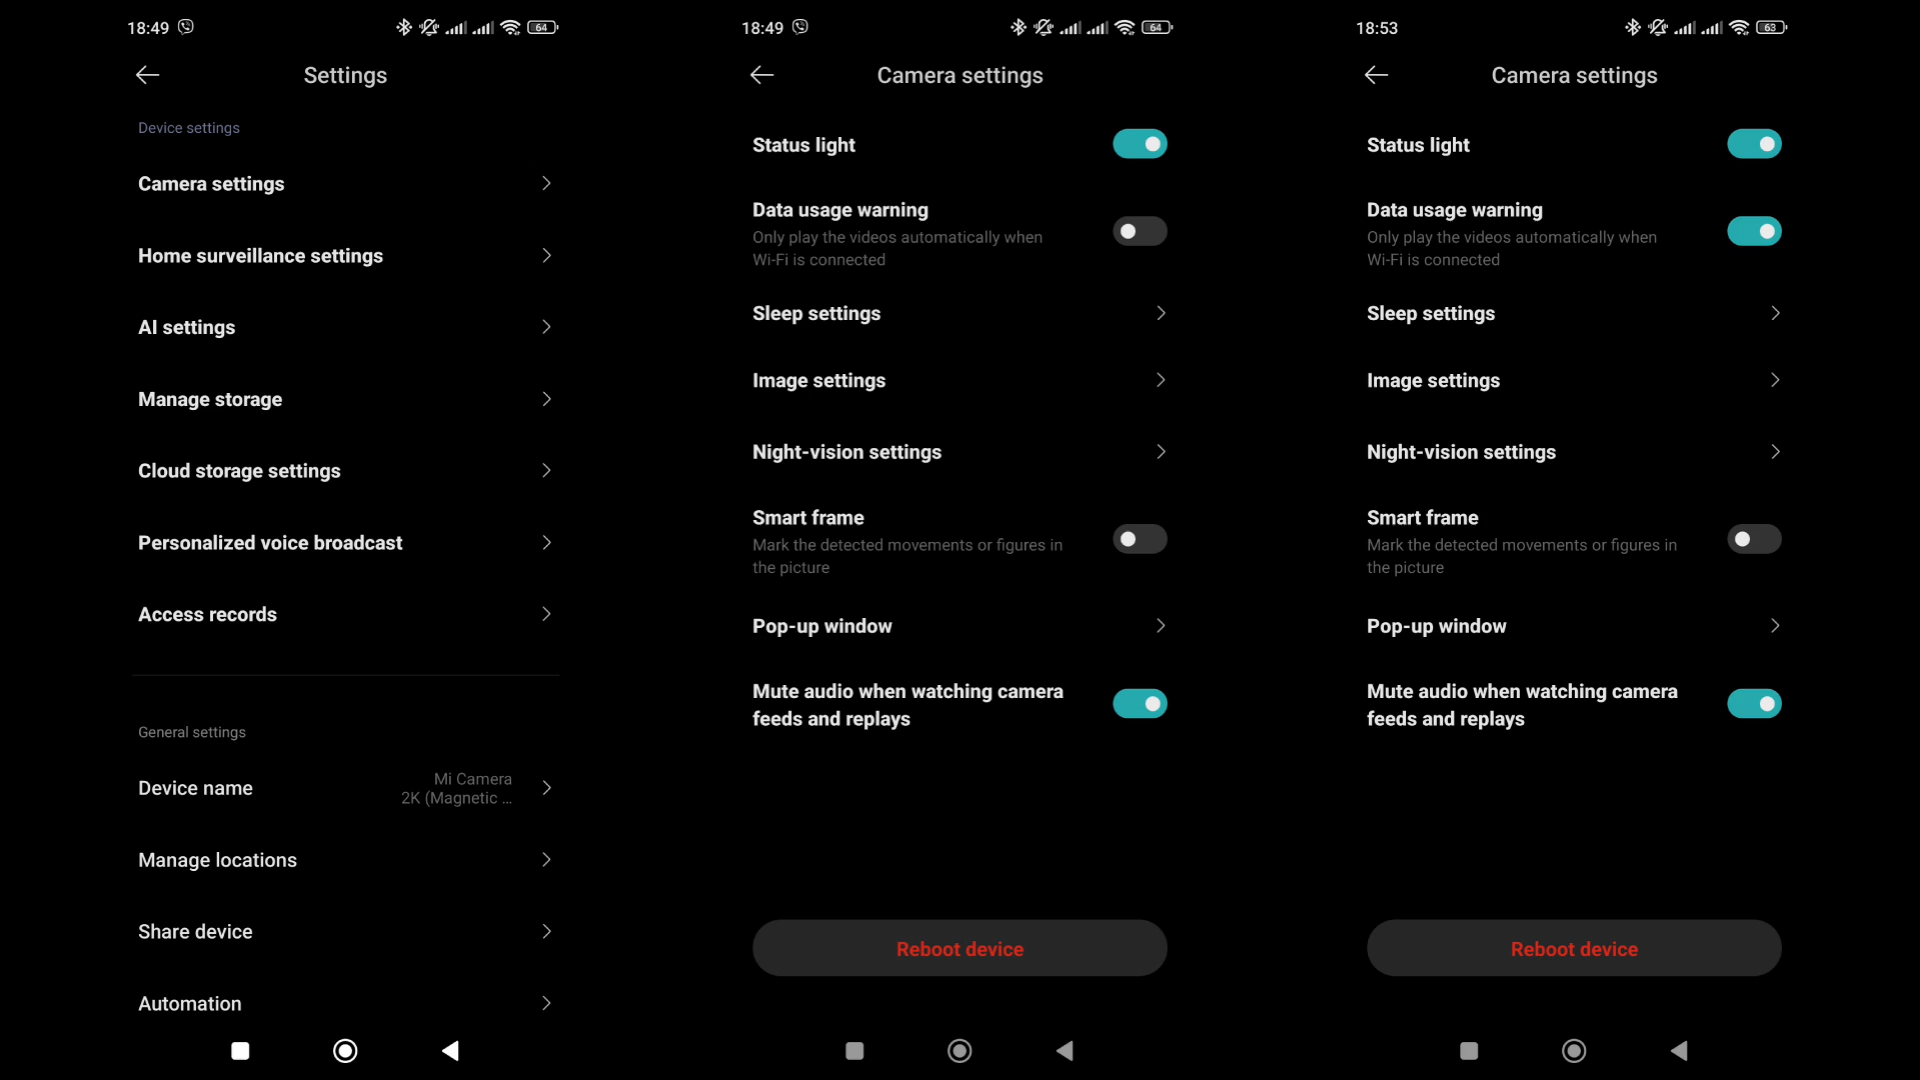 18:49
64
Settings
Device settings
Camera settings
Home surveillance settings
AI settings
Manage storage
Cloud storage settings
Personalized voice broadcast
Access records
General settings
Device name
Mi Camera
2K (Magnetic ...
Manage locations
Share device
Automation
18:49
64
Camera settings
Status light
Data usage warning
Only play the videos automatically when
Wi-Fi is connected
Sleep settings
Image settings
Night-vision settings
Smart frame
Mark the detected movements or figures in
the picture
Pop-up window
Mute audio when watching camera
feeds and replays
Reboot device
18:53
63
Camera settings
Status light
Data usage warning
Only play the videos automatically when
Wi-Fi is connected
Sleep settings
Image settings
Night-vision settings
Smart frame
Mark the detected movements or figures in
the picture
Pop-up window
Mute audio when watching camera
feeds and replays
Reboot device